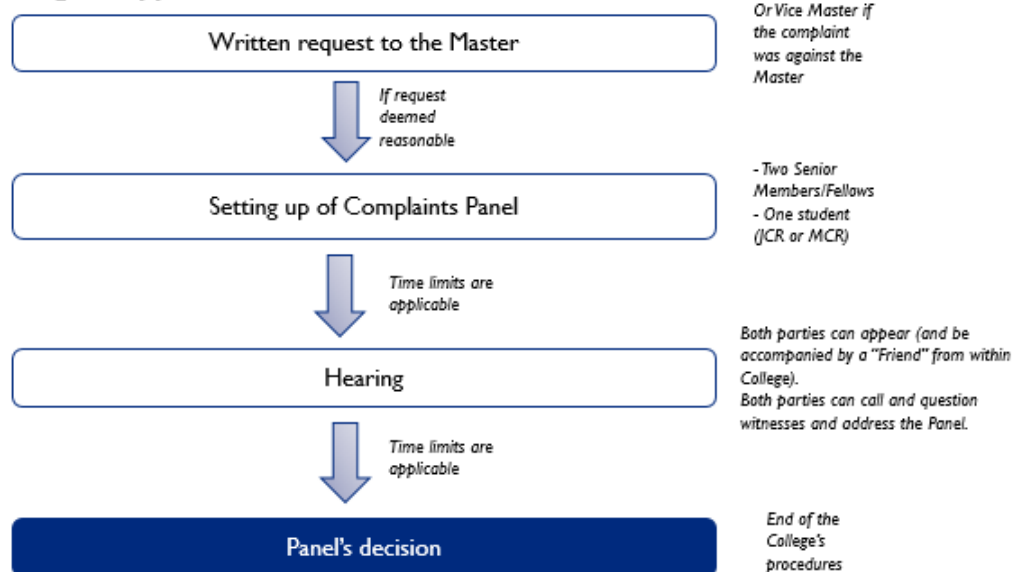 Or Vice Master if
the complaint
was against the
Master
Written request to the Master
If request
deemed
reasonable
Setting up of Complaints Panel
- Two Senior
Members/Fellows
- One student
(JCR or MCR)
Time limits are
applicable
Hearing
Both parties can appear (and be
accompanied by a "Friend" from within
College).
Both parties can call and question
witnesses and address the Panel.
Time limits are
applicable
Panel's decision
End of the
College's
procedures